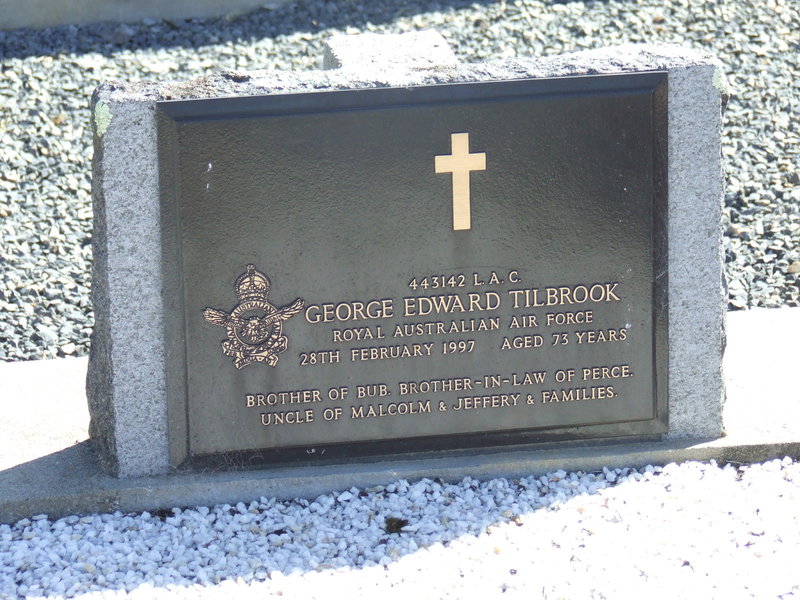 443142 L.A.C.
GEORGE EDWARD TILBROOK
ROYAL AUSTRALIAN AIR FORCE
28TH FEBRUARY 1997 AGED 73 YEARS
BROTHER OF BUB. BROTHER-IN-LAW OF PERCE.
UNCLE OF MALCOLM & JEFFERY & FAMILIES.